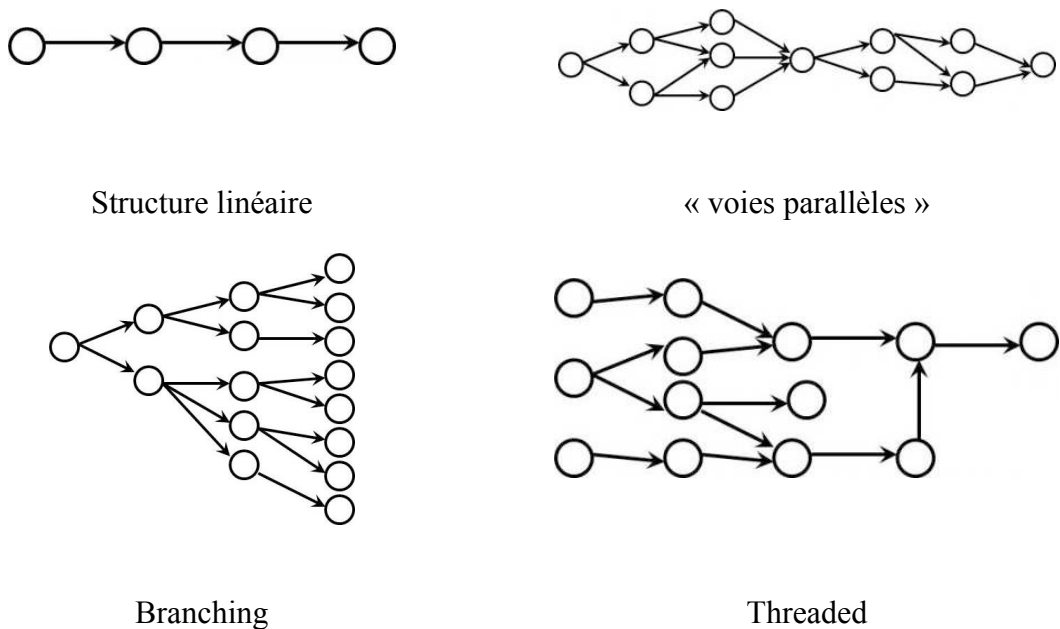 Structure linéaire
« voies parallèles »
Branching
Threaded